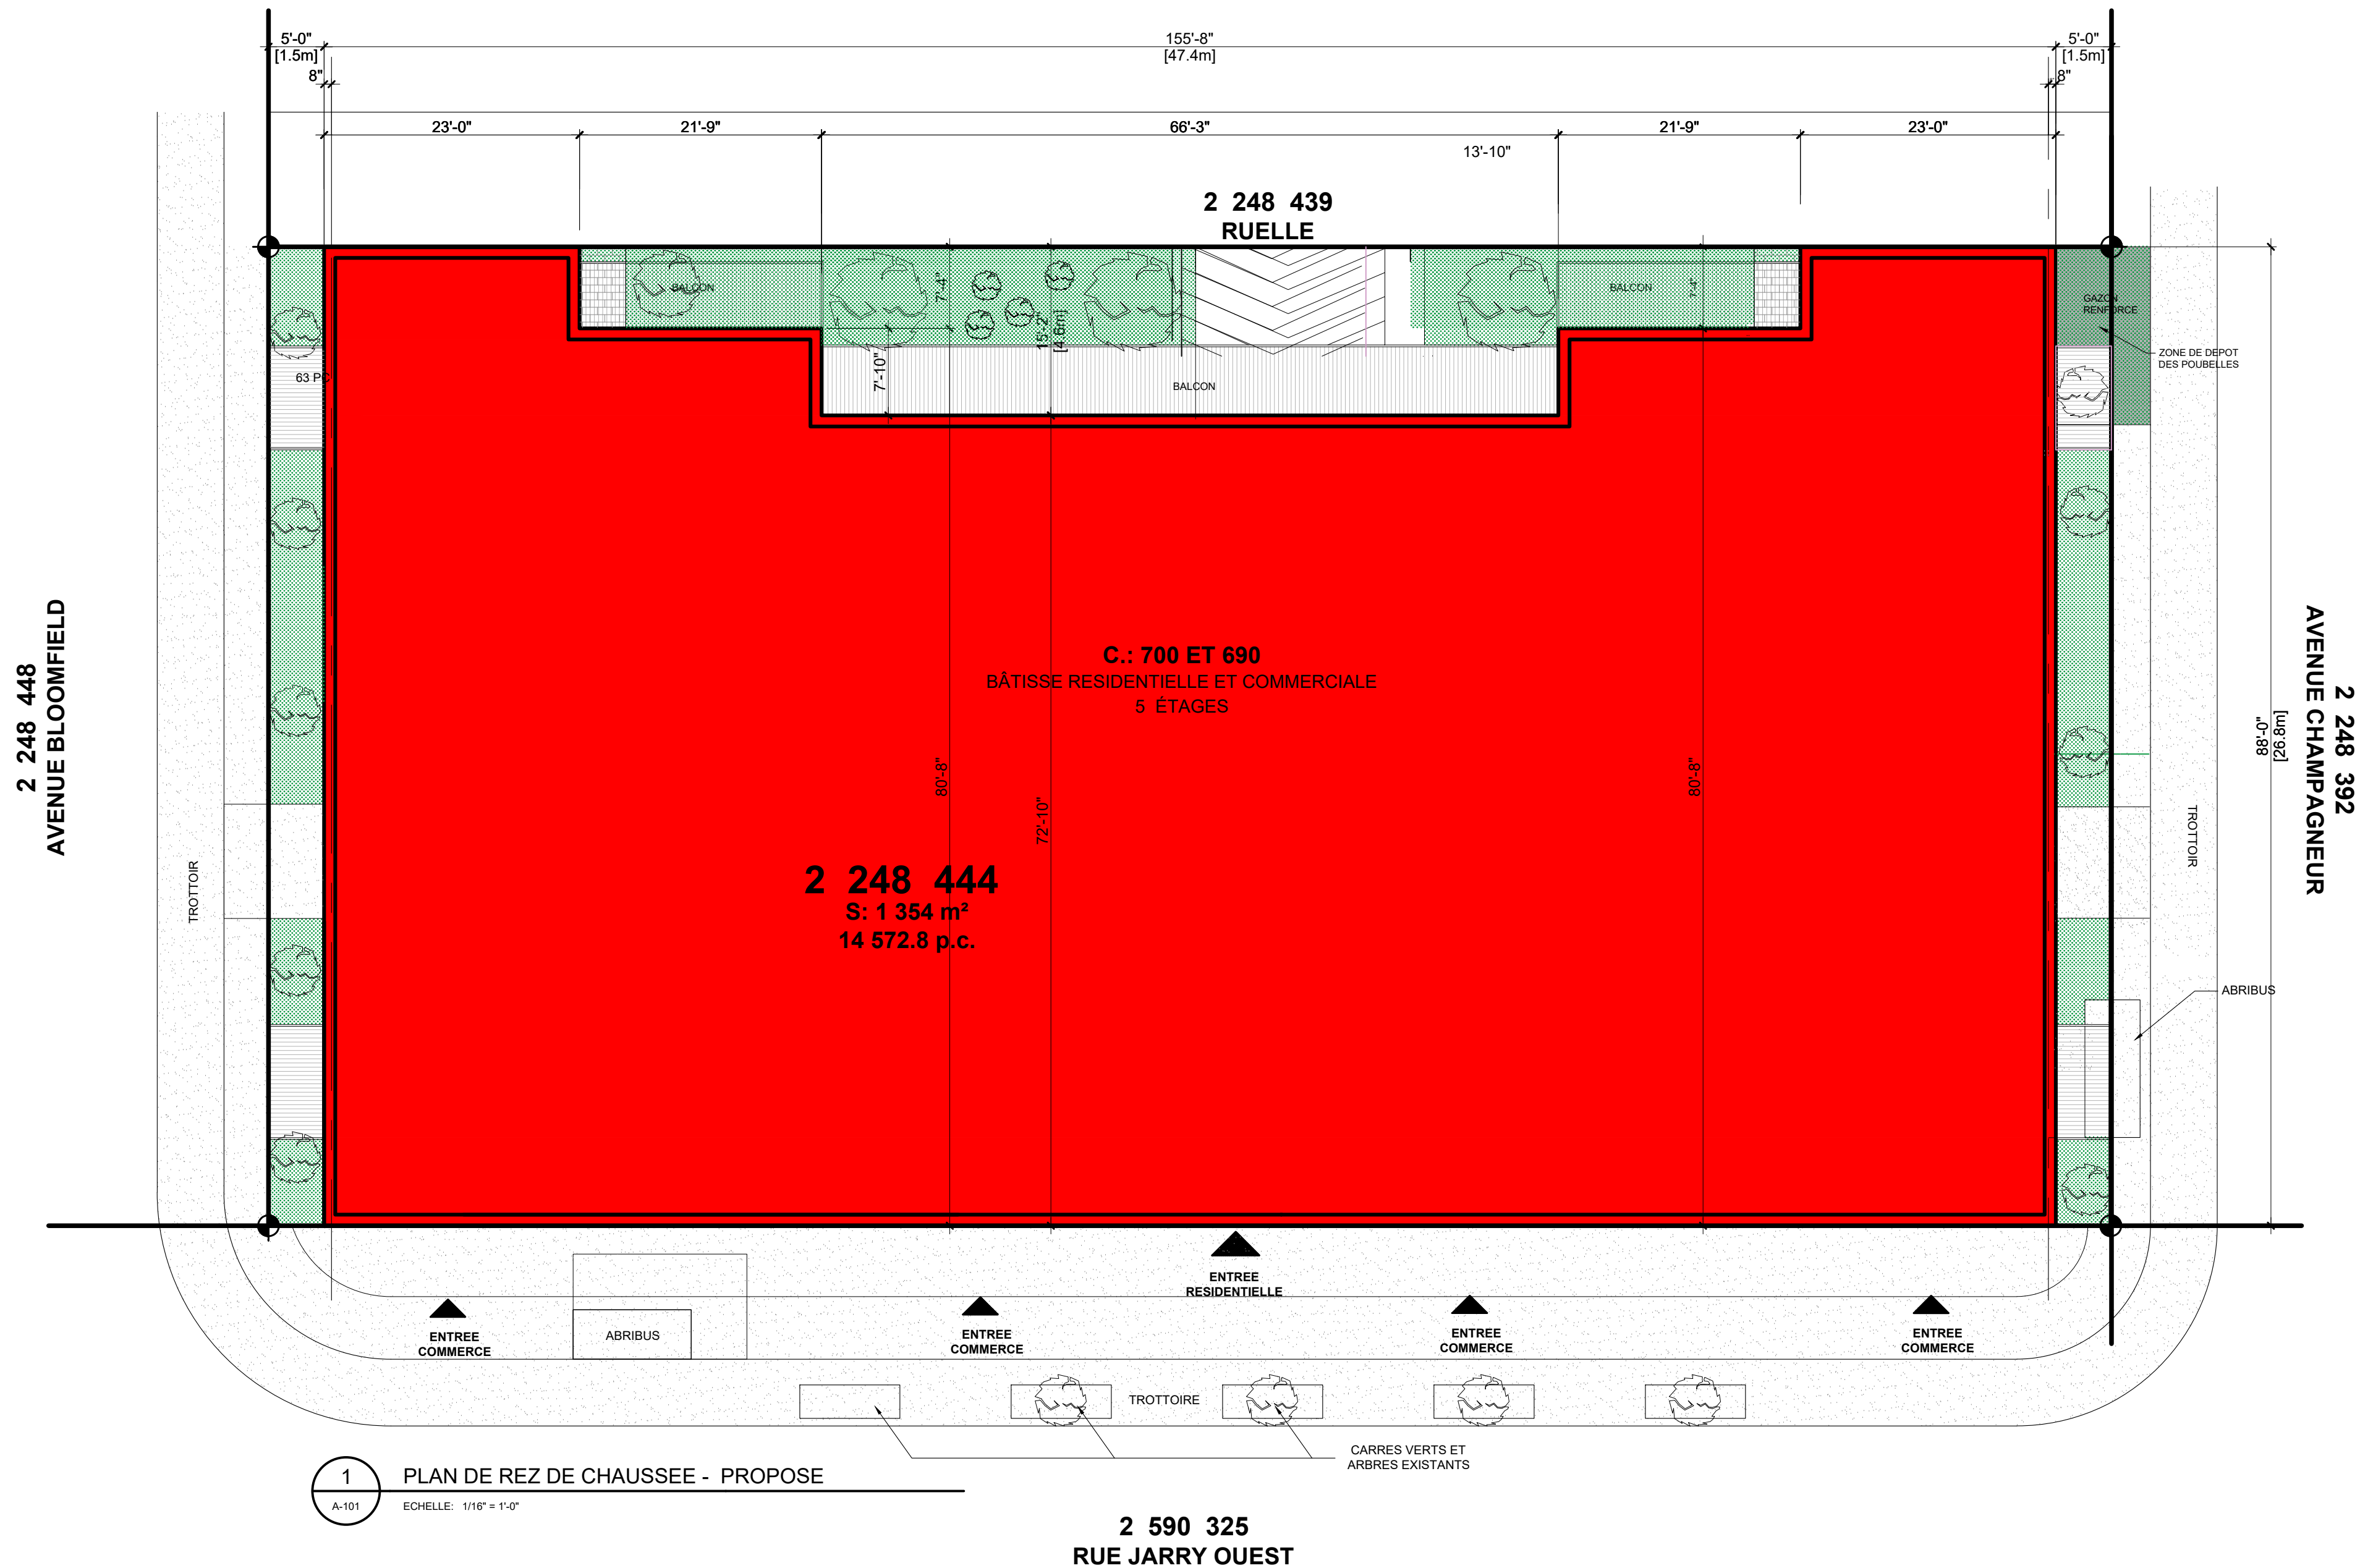 5'-0"
[1.5m]
155'-8"
[47.4m]
5'-0"
[1.5m]
8"
8"
23'-0"
21'-9"
66'-3"
21'-9"
23'-0"
13'-10"
2 248 439
RUELLE
BALCON
7'-4"
15'-2"
[4.6m]
BALCON
7'-4"
GAZON
RENFORCE
ZONE DE DEPOT
DES POUBELLES
63 P
7'-10"
BALCON
2 248 448
AVENUE BLOOMFIELD
C.: 700 ET 690
BÂTISSE RESIDENTIELLE ET COMMERCIALE
5 ÉTAGES
80'-8"
72'-10"
80'-8"
88'-0"
[26.8m]
2 248 392
AVENUE CHAMPAGNEUR
2 248 444
S: 1 354 m²
14 572.8 p.c.
TROTTOIR
TROTTOIR
ABRIBUS
ENTREE
RESIDENTIELLE
ENTREE
COMMERCE
ABRIBUS
ENTREE
COMMERCE
ENTREE
COMMERCE
ENTREE
COMMERCE
TROTTOIRE
CARRES VERTS ET
ARBRES EXISTANTS
1
A-101
PLAN DE REZ DE CHAUSSEE - PROPOSE
ECHELLE: 1/16" = 1'-0"
2 590 325
RUE JARRY OUEST